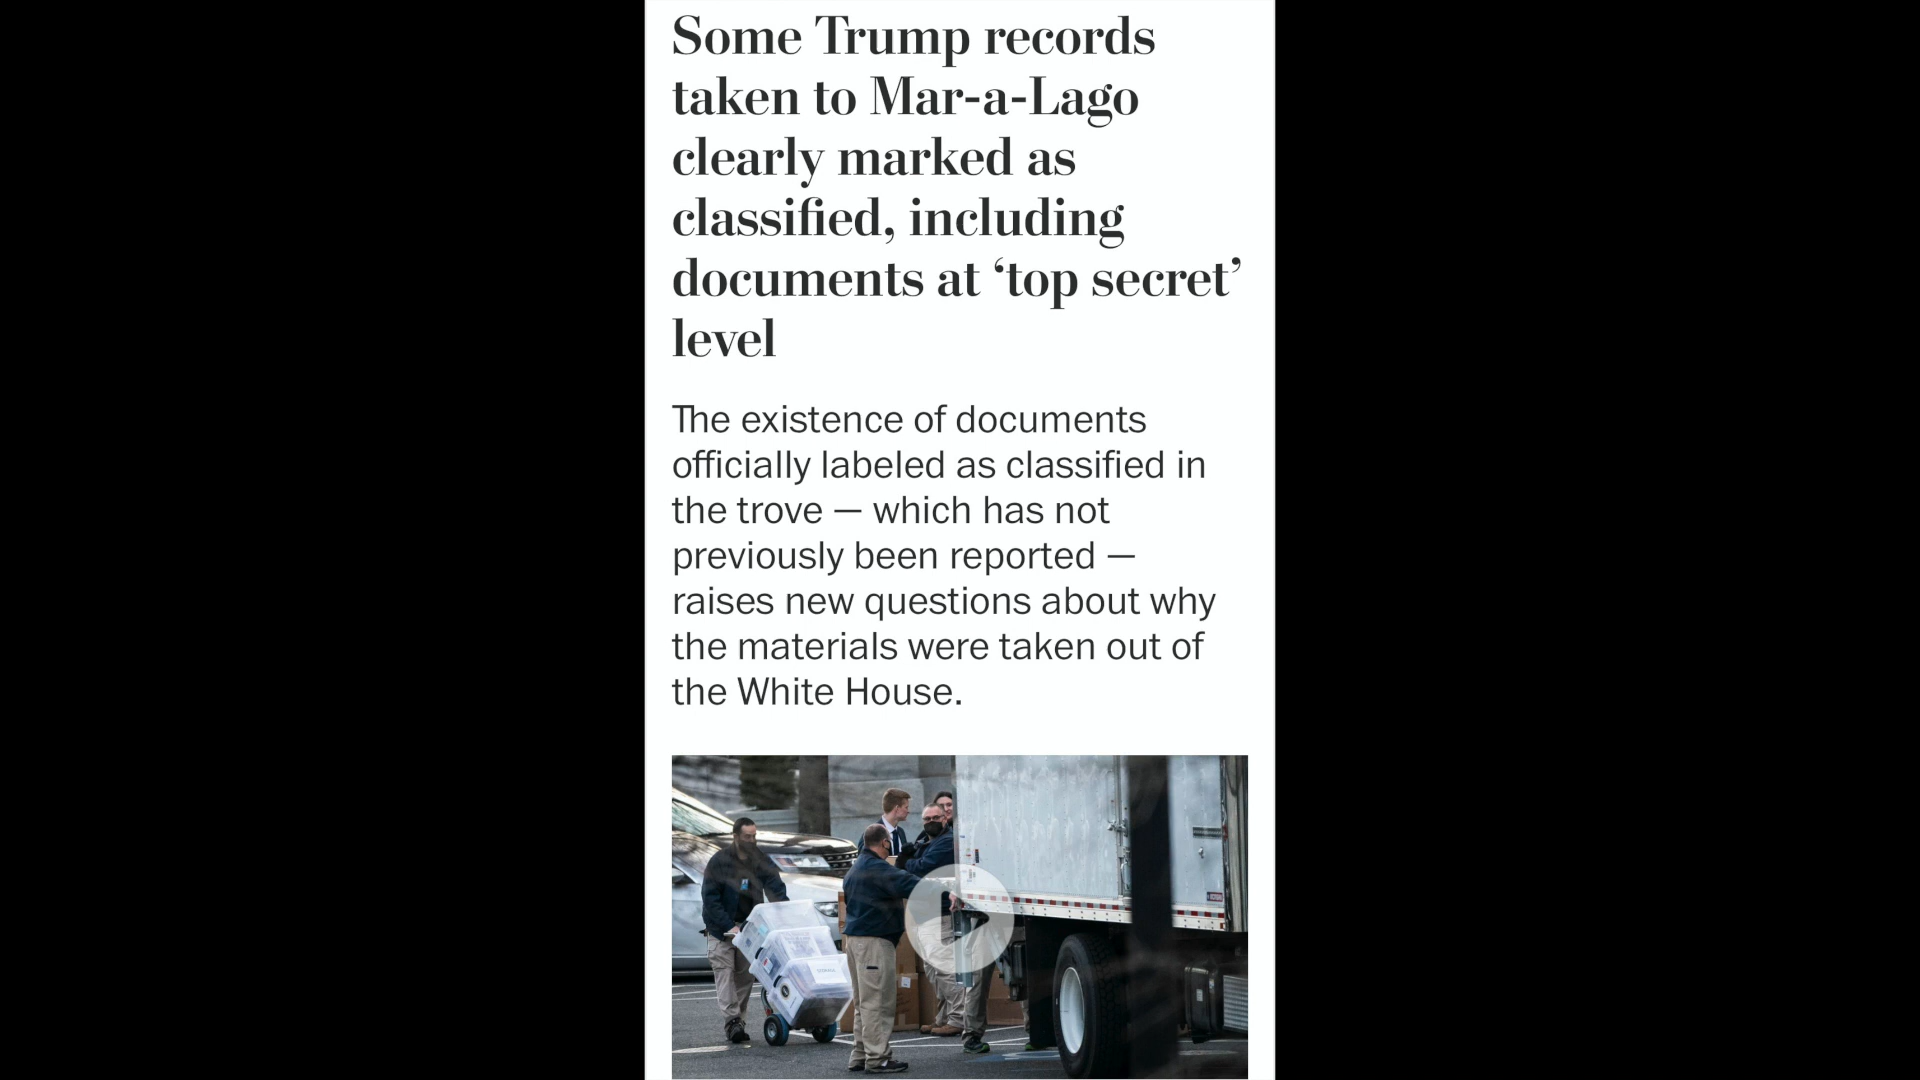 Some Trump records
taken to Mar-a-Lago
clearly marked as
classified, including
documents at ‘top secret’
level
The existence of documents
officially labeled as classified in
the trove — which has not
previously been reported —
raises new questions about why
the materials were taken out of
the White House.